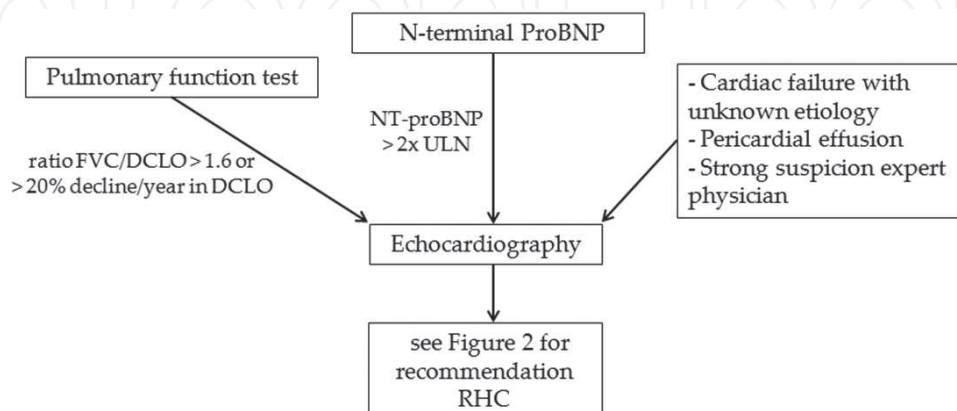 N-terminal ProBNP
Pulmonary function test
NT-proBNP
>2x ULN
- Cardiac failure with
unknown etiology
- Pericardial effusion
- Strong suspicion expert
physician
ratio FVC/DCLO>1.6 or
>20% decline/year in DCLO
Echocardiography
see Figure 2 for
recommendation
RHC